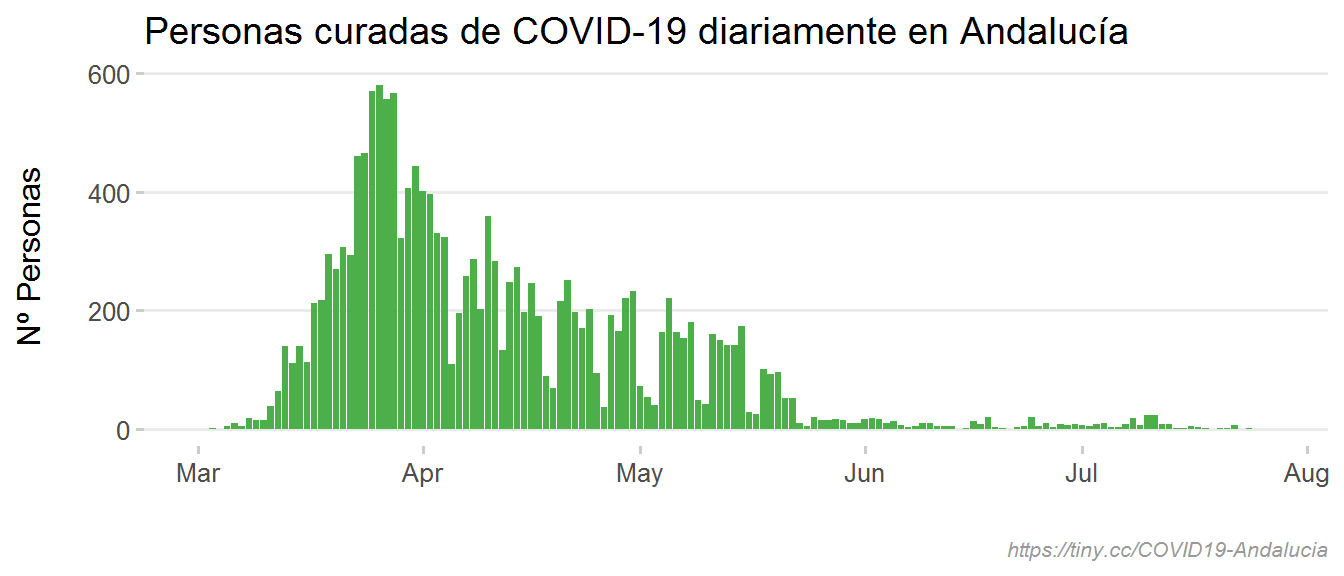 Personas curadas de COVID-19 diariamente en Andalucía
Nº Personas
600
400
200
0
Mar
Apr
May
Jun
Jul
Aug
https://tiny.cc/COVID19-Andalucia